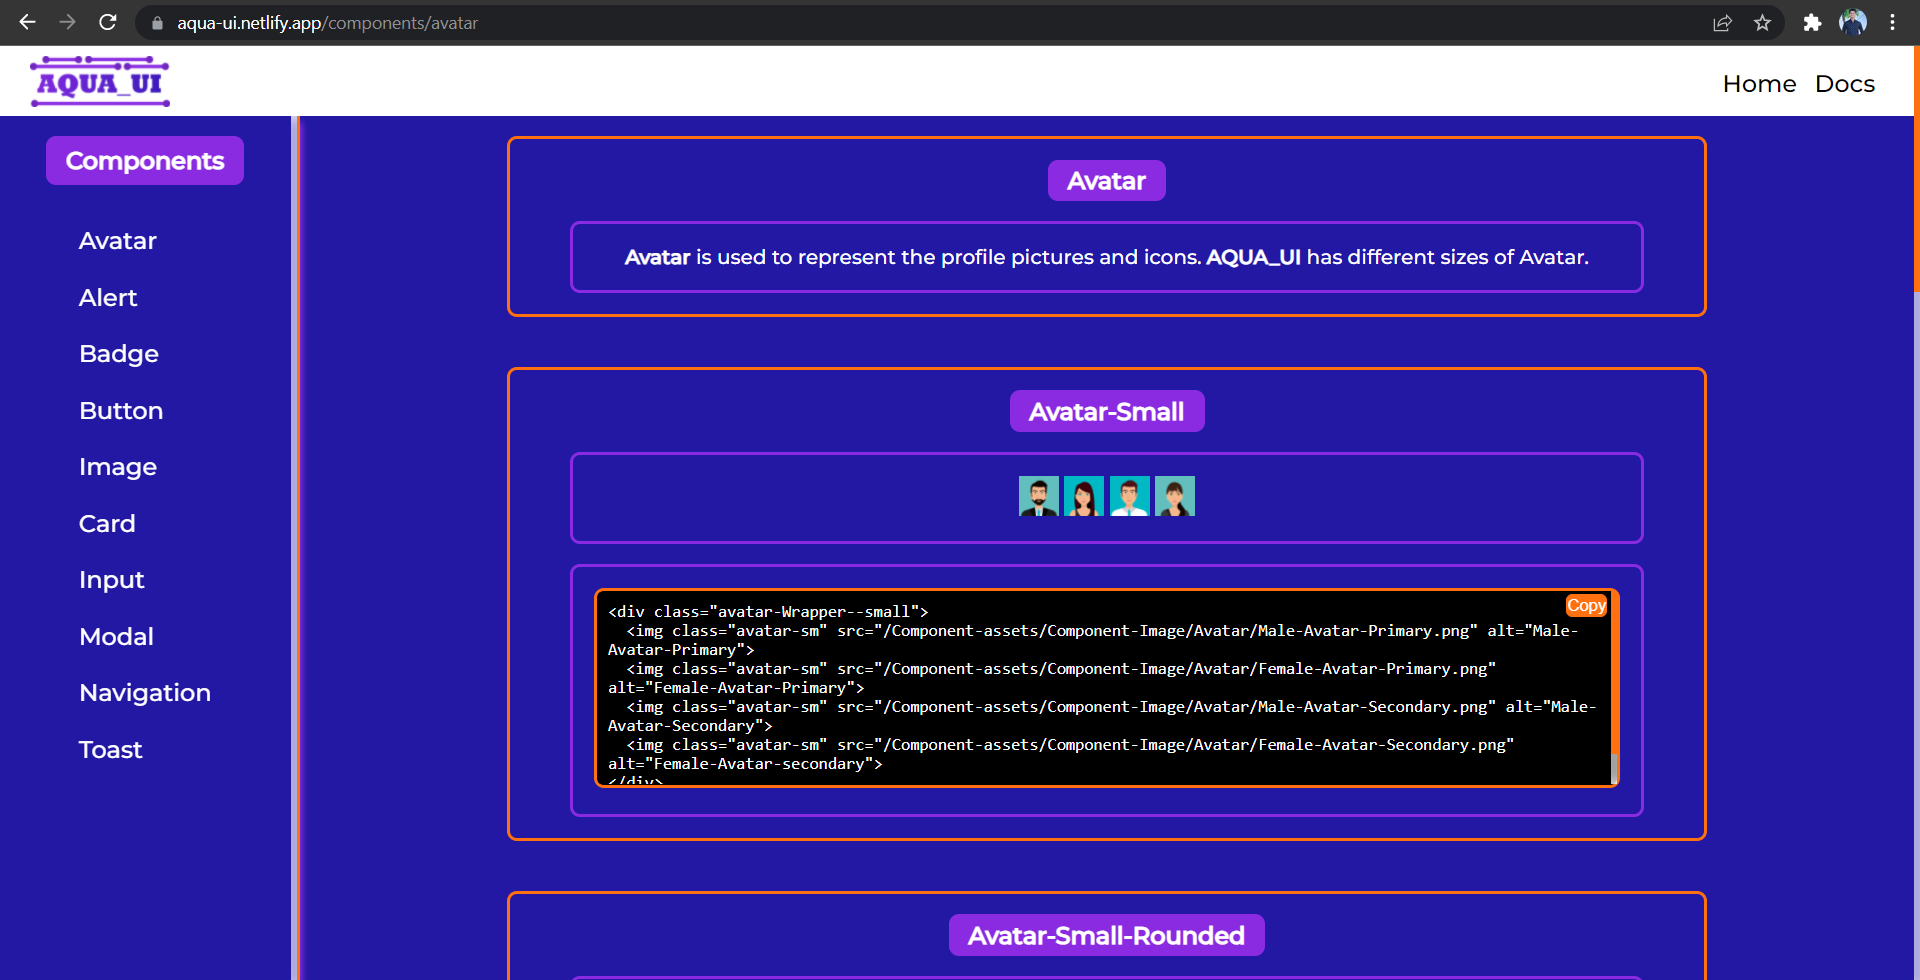 aqua-ui.netlify.app/components/avatar
AQUA_UI
Home Docs
Components
Avatar
Alert
Badge
Button
Image
Card
Input
Modal
Navigation
Toast
Avatar
Avatar is used to represent the profile pictures and icons. AQUA_UI has different sizes of Avatar.
Avatar-Small
Copy
<div class="avatar-Wrapper--small">
<img class="avatar-sm" src="/Component-assets/Component-Image/Avatar/Male-Avatar-Primary.png" alt="Male-
Avatar-Primary">
<img class="avatar-sm" src="/Component-assets/Component-Image/Avatar/Female-Avatar-Primary.png"
alt="Female-Avatar-Primary">
<img class="avatar-sm" src="/Component-assets/Component-Image/Avatar/Male-Avatar-Secondary.png" alt="Male-
Avatar-Secondary">
<img class="avatar-sm" src="/Component-assets/Component-Image/Avatar/Female-Avatar-Secondary.png"
alt="Female-Avatar-secondary">
</div>
Avatar-Small-Rounded